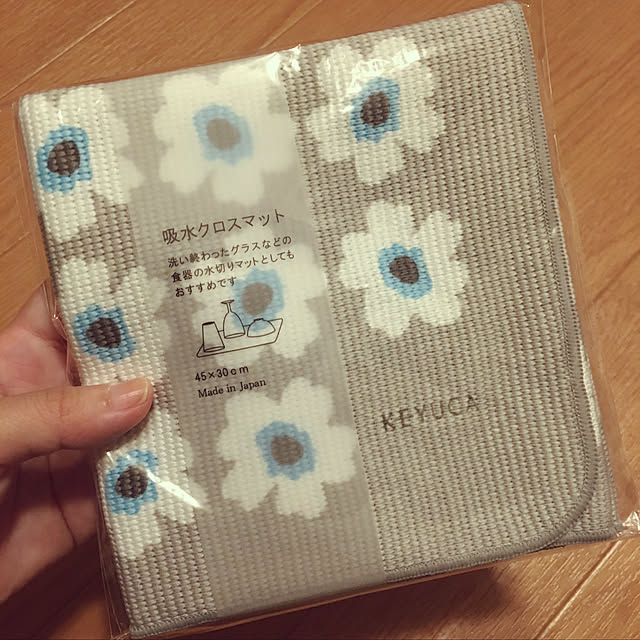 吸水クロスマット
洗い終わったグラスなどの
食器の水切りマットとしても
おすすめです
45×30cm
Made in Japan
KEYUCA